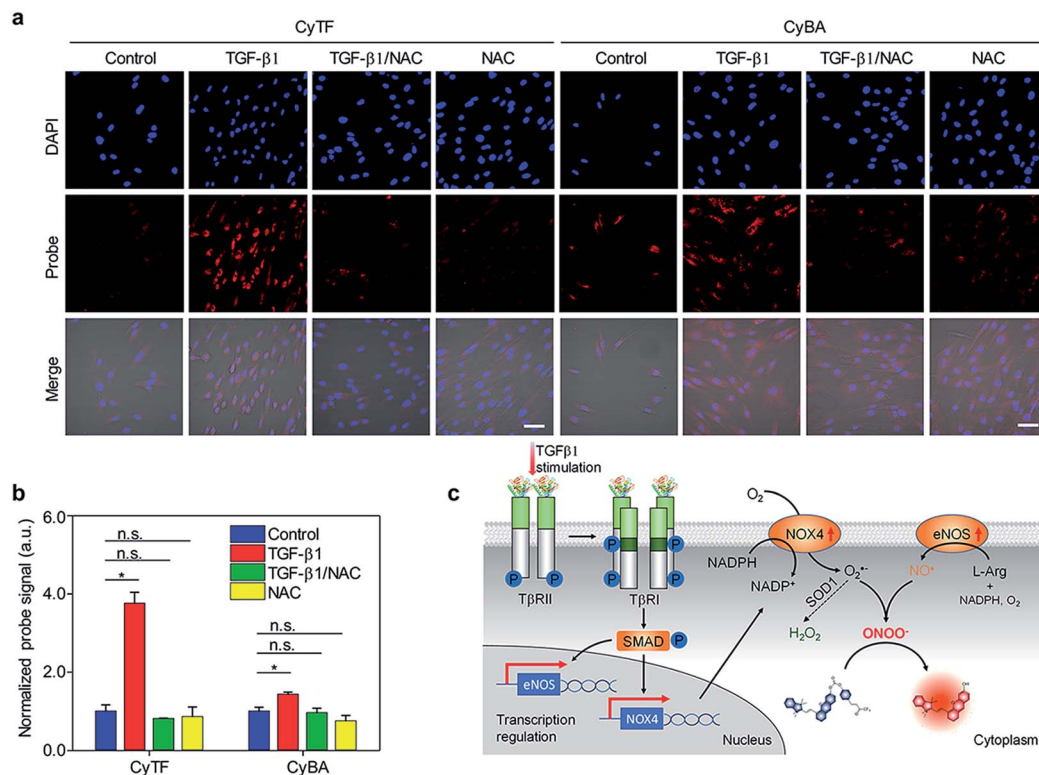 a
CyTF
CyBA
Control
TGF-β1
TGF-β1/NAC
NAC
Control
TGF-β1
TGF-β1/NAC
NAC
DAPI
Probe
Merge
b
Normalized probe signal (a.u.)
6.0
4.0
2.0
0.0
n.s.
n.s.
*
n.s.
n.s.
*
Control
TGF-β1
TGF-β1/NAC
NAC
CyTF
CyBA
c
TGFβ1
stimulation
P
P
TβRII
P
P
P
P
TβRI
SMAD
P
eNOS
NOX4
Transcription
regulation
Nucleus
O₂
NOX4
NADPH
NADP⁺
O₂•⁻
SOD1
H₂O₂
eNOS
NO•
L-Arg
+
NADPH, O₂
ONOO⁻
OH
Cytoplasm